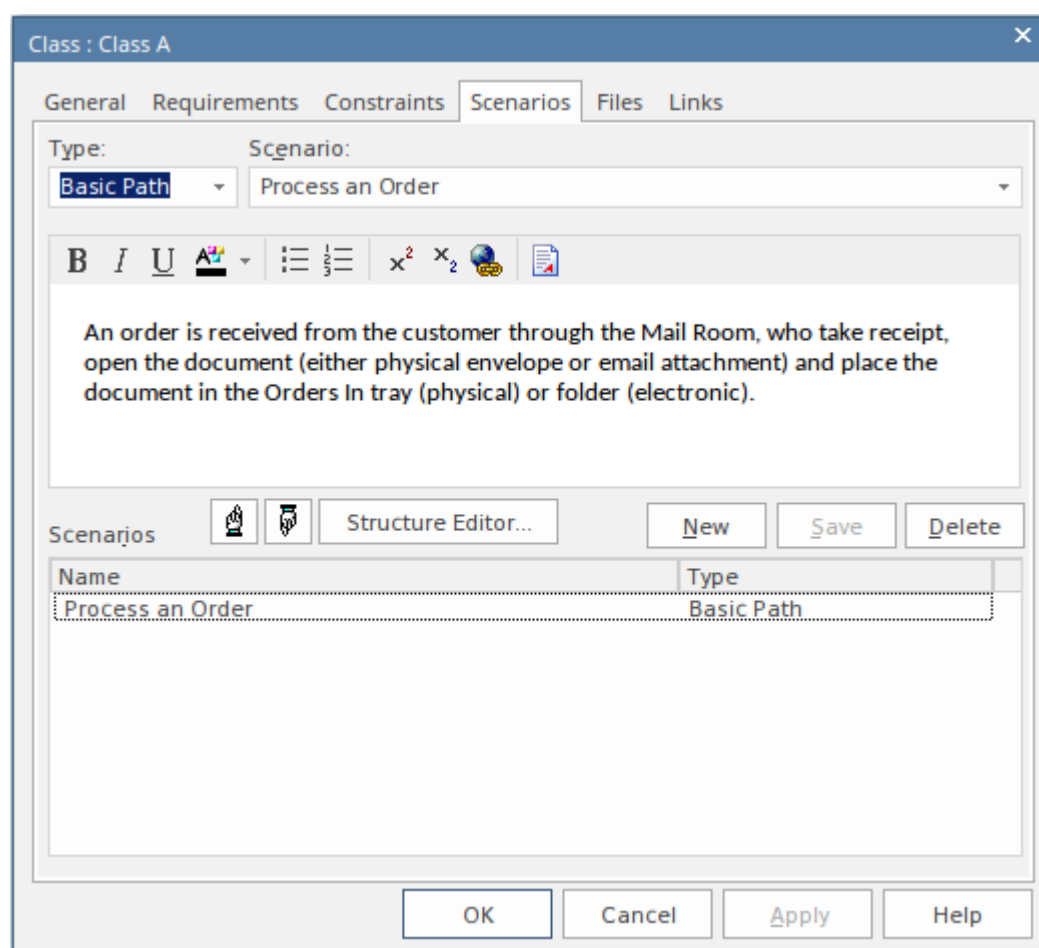 Class : Class A
General Requirements Constraints Scenarios Files Links
Type: Scenario:
Basic Path Process an Order
B I U A x² x₂
An order is received from the customer through the Mail Room, who take receipt,
open the document (either physical envelope or email attachment) and place the
document in the Orders In tray (physical) or folder (electronic).
Scenarios Structure Editor... New Save Delete
Name Type
Process an Order Basic Path
OK Cancel Apply Help